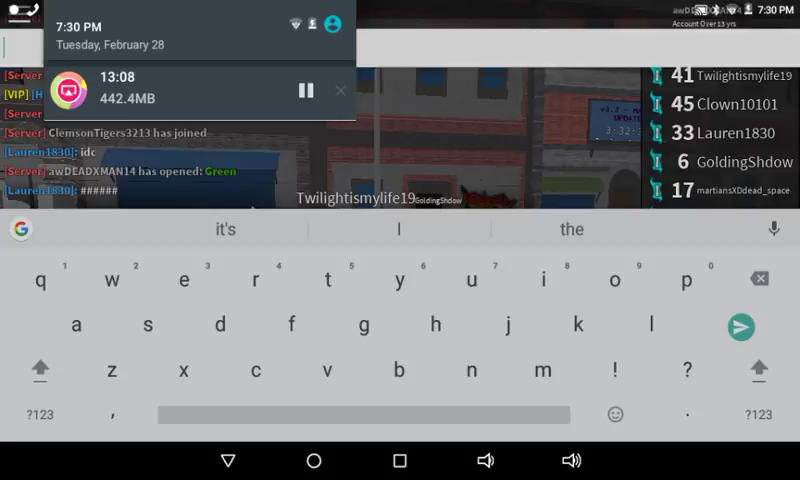 7:30 PM
Tuesday, February 28
13:08
442.4MB
7:30 PM
Account Over 13 yrs
[Server
[VIP] [H
[Server
[Server] ClemsonTigers3213 has joined
[Lauren1830]: idc
[Server] awDEADXMAN14 has opened: Green
[Lauren1830]: ######
Twilightismylife19
GoldingShdow
3:32:3
41 Twilightismylife19
45 Clown10101
33 Lauren1830
6 GoldingShdow
17 martiansXDdead_space
G it's I the
q 1 w 2 e 3 r 4 t 5 y 6 u 7 i 8 o 9 p 0
a s d f g h j k l
z x c v b n m ! ?
?123 , . ?123